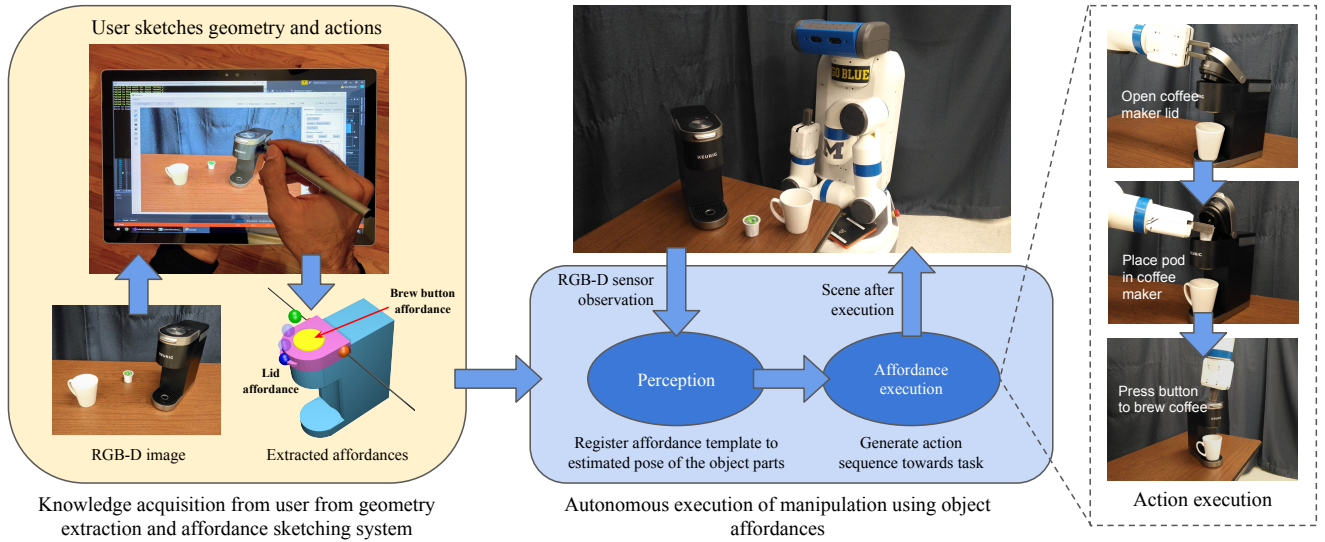 User sketches geometry and actions
KEURIG
Brew button
affordance
Lid
affordance
KEURIG
RGB-D image
Extracted affordances
Knowledge acquisition from user from geometry
extraction and affordance sketching system
GO BLUE
M
KEURIG
RGB-D sensor
observation
Scene after
execution
Perception
Affordance
execution
Register affordance template to
estimated pose of the object parts
Generate action
sequence towards task
Autonomous execution of manipulation using object
affordances
Open coffee
maker lid
Place pod
in coffee
maker
Press button
to brew coffee
Action execution